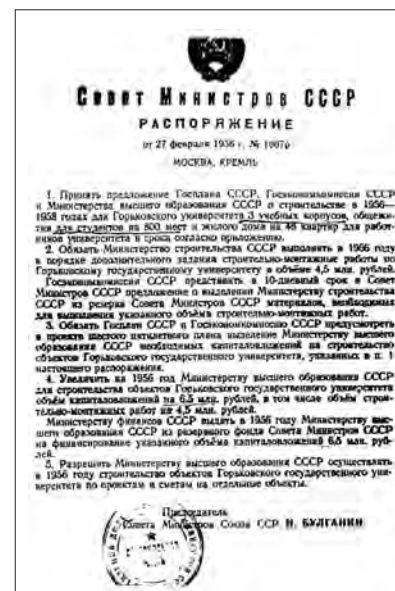 Совет Министров СССР
РАСПОРЯЖЕНИЕ
от 27 февраля 1956 г. №
МОСКВА, КРЕМЛЬ
1. Принять предложение Госплана СССР, Госэкономкомиссии СССР
и Министерства высшего образования СССР о строительстве в 1956—
1958 годах для Горьковского университета 3 учебных корпусов, общежи-
тия для студентов на 800 мест и жилого дома на 48 квартир для работ-
ников университета в сроки согласно приложению.
2. Обязать Министерство строительства СССР выполнить в 1956 году
в порядке дополнительного задания строительно-монтажные работы по
Горьковскому государственному университету в объёме 4,5 млн. рублей.
Госэкономкомиссии СССР представить в 10-дневный срок в Совет
Министров СССР предложение о выделении Министерству строительства
СССР из резерва Совета Министров СССР материалов, необходимых
для выполнения указанного объёма строительно-монтажных работ.
3. Обязать Госплан СССР и Госэкономкомиссию СССР предусмотреть
в проекте шестого пятилетнего плана выделение Министерству высшего
образования СССР необходимых капиталовложений на строительство
объектов Горьковского государственного университета, указанных в п. 1
настоящего распоряжения.
4. Увеличить на 1956 год Министерству высшего образования СССР
для строительства объектов Горьковского государственного университета
объём капиталовложений на 6,5 млн. рублей, в том числе объём строи-
тельно-монтажных работ на 4,5 млн. рублей.
Министерству финансов СССР выдать в 1956 году Министерству выс-
шего образования СССР из резервного фонда Совета Министров СССР
на финансирование указанного объёма капиталовложений 6,5 млн. руб-
лей.
5. Разрешить Министерству высшего образования СССР осуществлять
в 1956 году строительство объектов Горьковского государственного уни-
верситета по проектам и сметам на отдельные объекты.
Председатель
Совета Министров Союза ССР Н. БУЛГАНИН